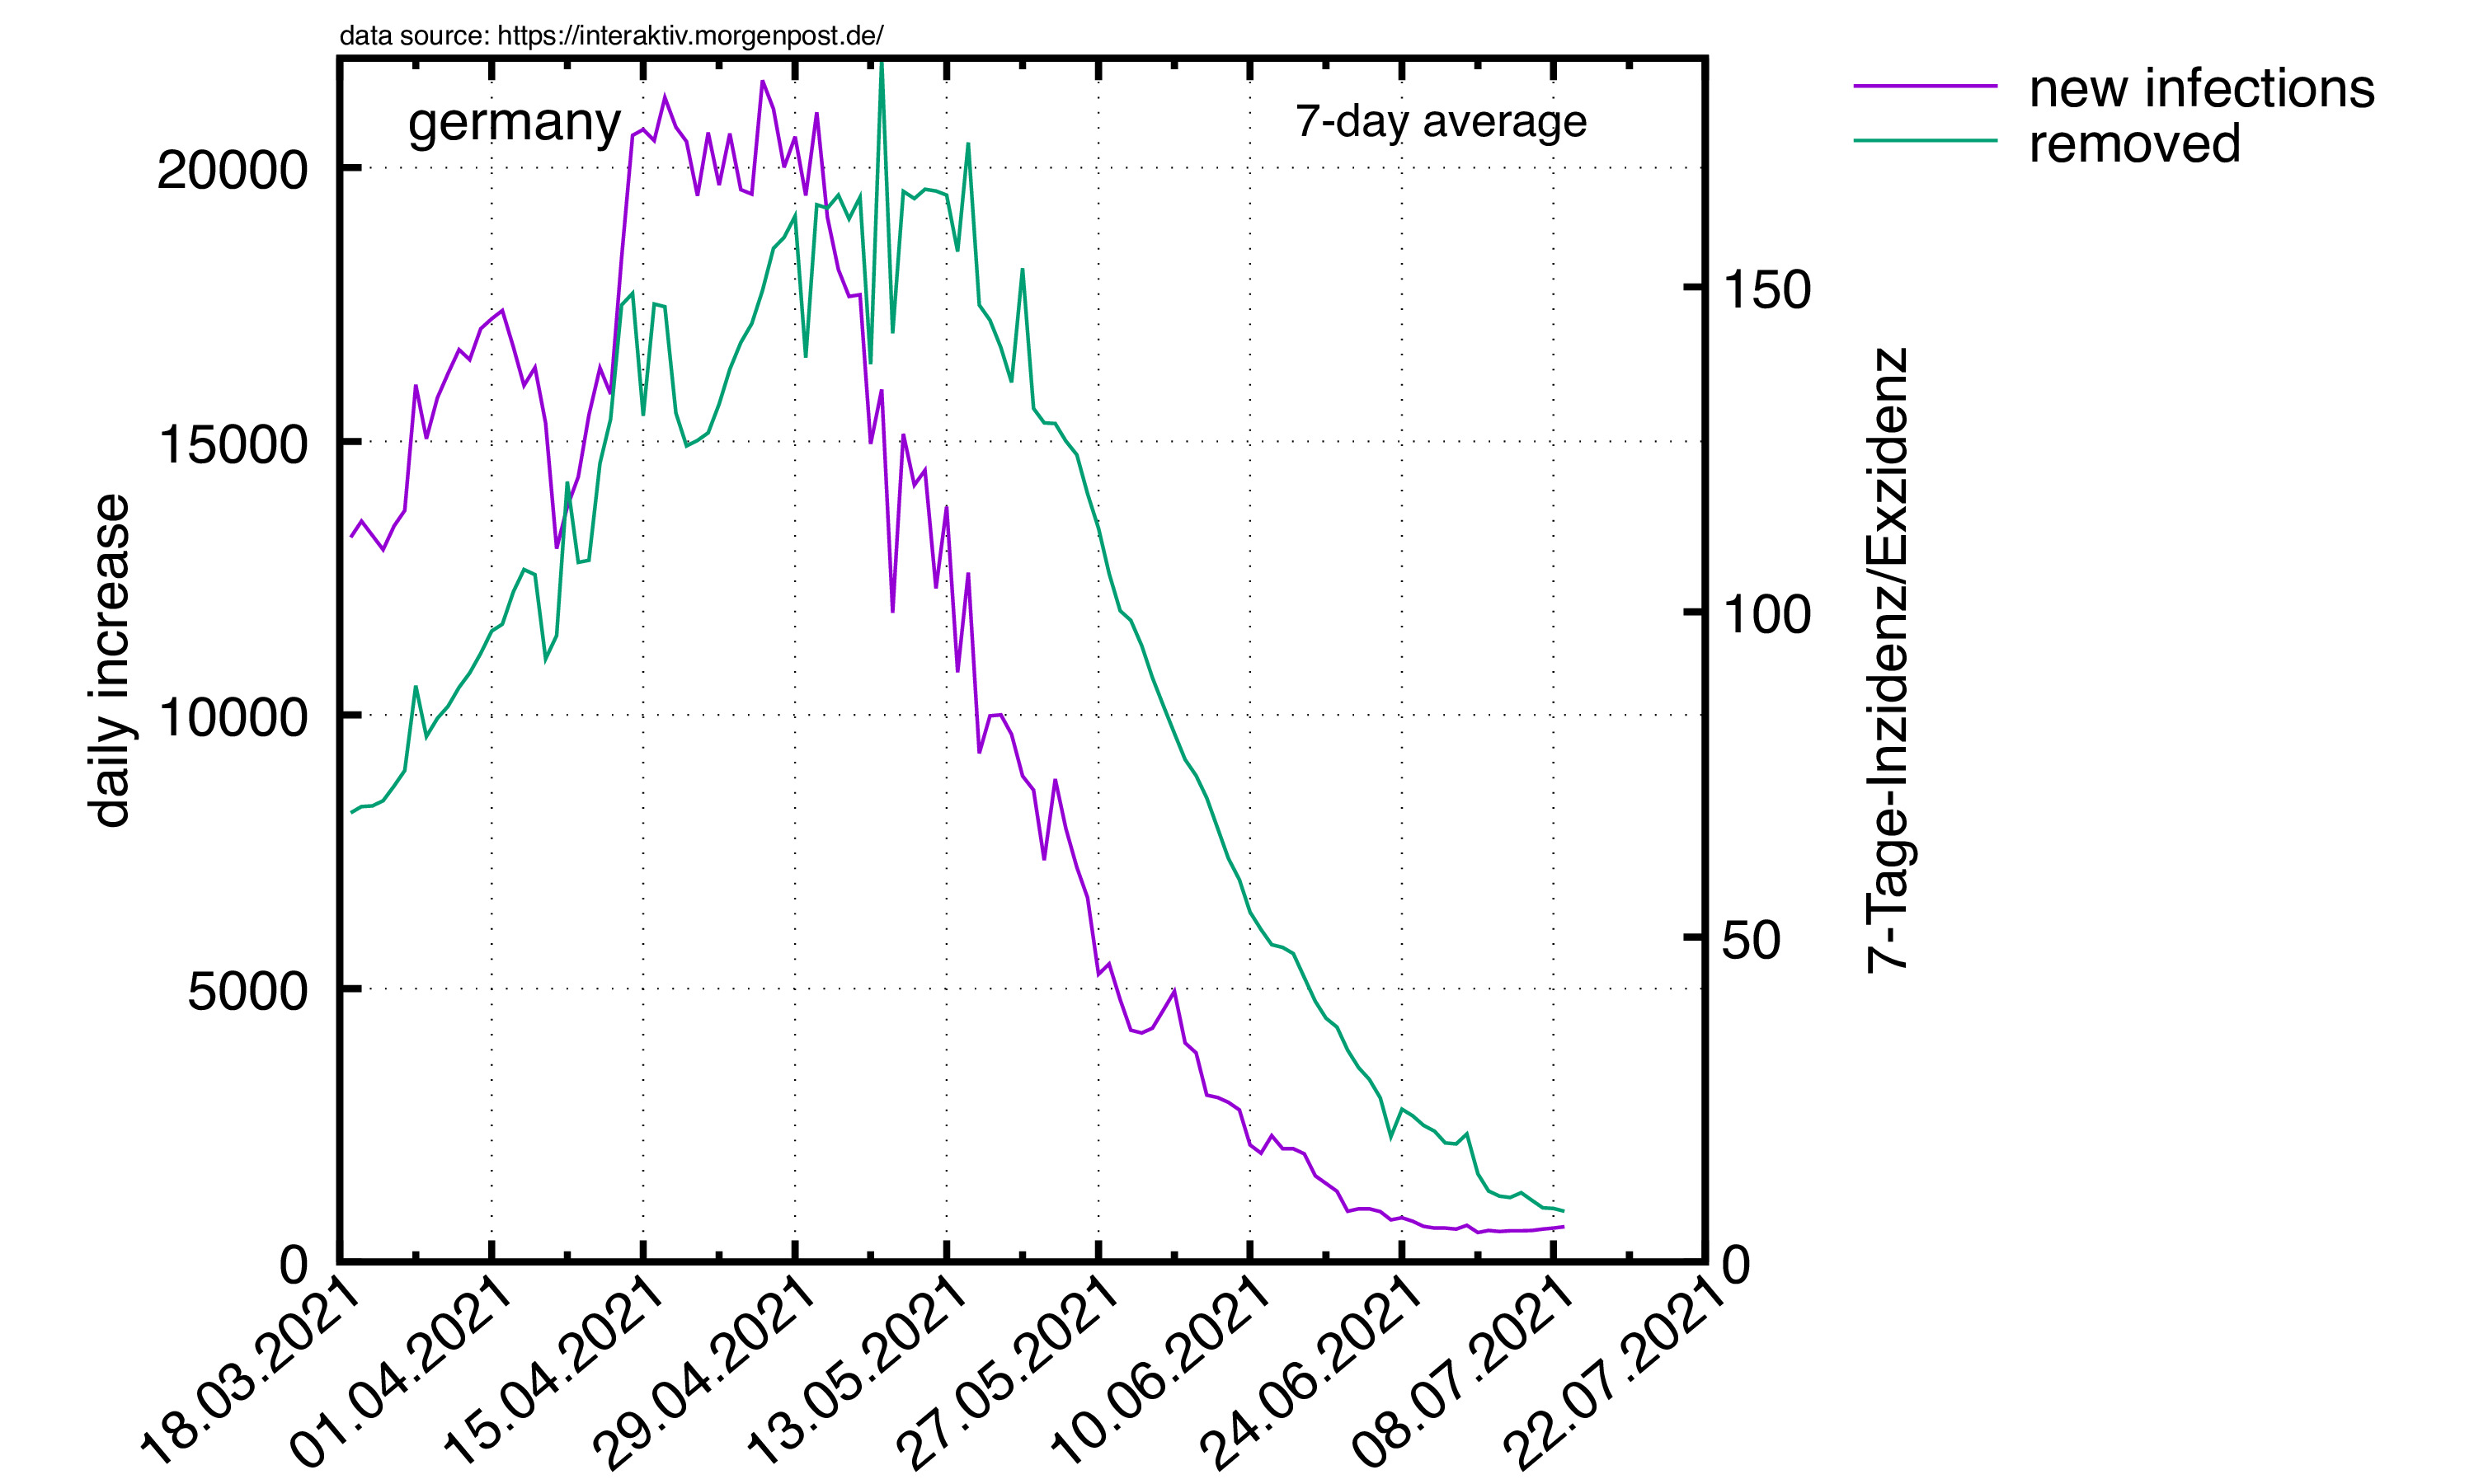 data source: https://interaktiv.morgenpost.de/
germany
7-day average
new infections
removed
20000
15000
10000
5000
0
daily increase
150
100
50
0
7-Tage-Inzidenz/Exzidenz
18.03.2021
01.04.2021
15.04.2021
29.04.2021
13.05.2021
27.05.2021
10.06.2021
24.06.2021
08.07.2021
22.07.2021